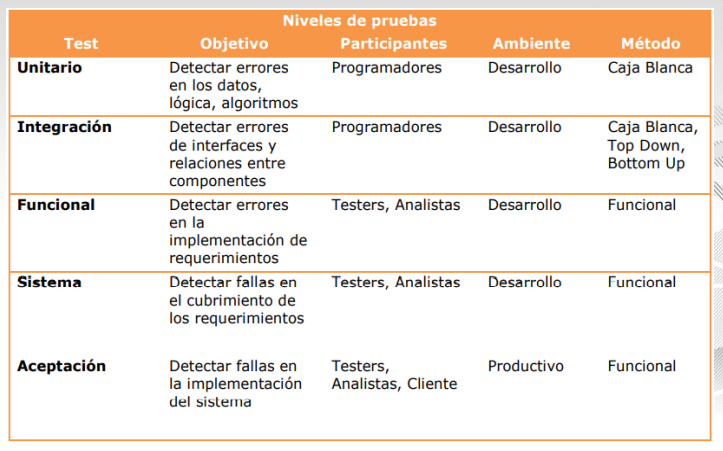 Niveles de pruebas
Test Objetivo Participantes Ambiente Método
Unitario Detectar errores Programadores Desarrollo Caja Blanca
en los datos,
lógica, algoritmos
Integración Detectar errores Programadores Desarrollo Caja Blanca,
de interfaces y Top Down,
relaciones entre Bottom Up
componentes
Funcional Detectar errores Testers, Analistas Desarrollo Funcional
en la
implementación de
requerimientos
Sistema Detectar fallas en Testers, Analistas Desarrollo Funcional
el cubrimiento de
los requerimientos
Aceptación Detectar fallas en Testers, Productivo Funcional
la implementación Analistas, Cliente
del sistema